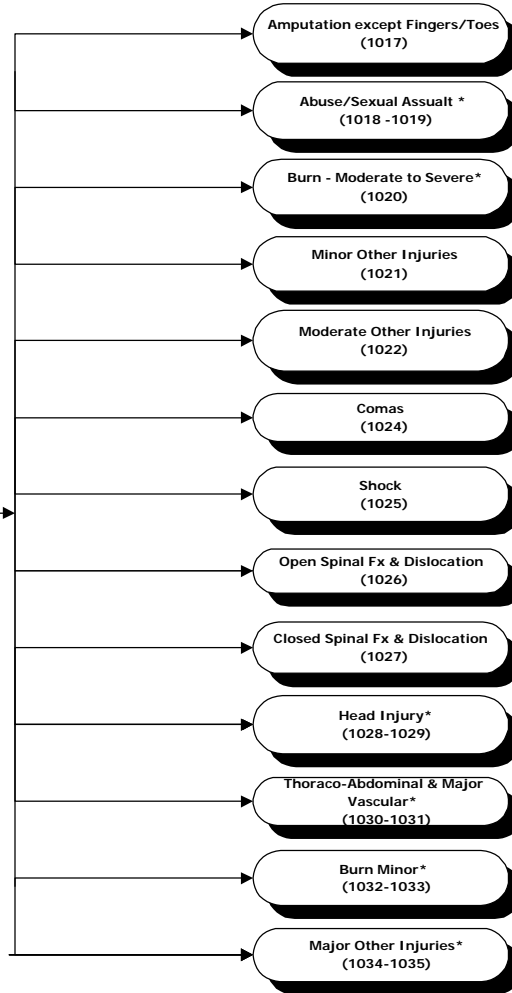 Amputation except Fingers/Toes
(1017)
Abuse/Sexual Assualt *
(1018 -1019)
Burn - Moderate to Severe*
(1020)
Minor Other Injuries
(1021)
Moderate Other Injuries
(1022)
Comas
(1024)
Shock
(1025)
Open Spinal Fx & Dislocation
(1026)
Closed Spinal Fx & Dislocation
(1027)
Head Injury*
(1028-1029)
Thoraco-Abdominal & Major
Vascular*
(1030-1031)
Burn Minor*
(1032-1033)
Major Other Injuries*
(1034-1035)